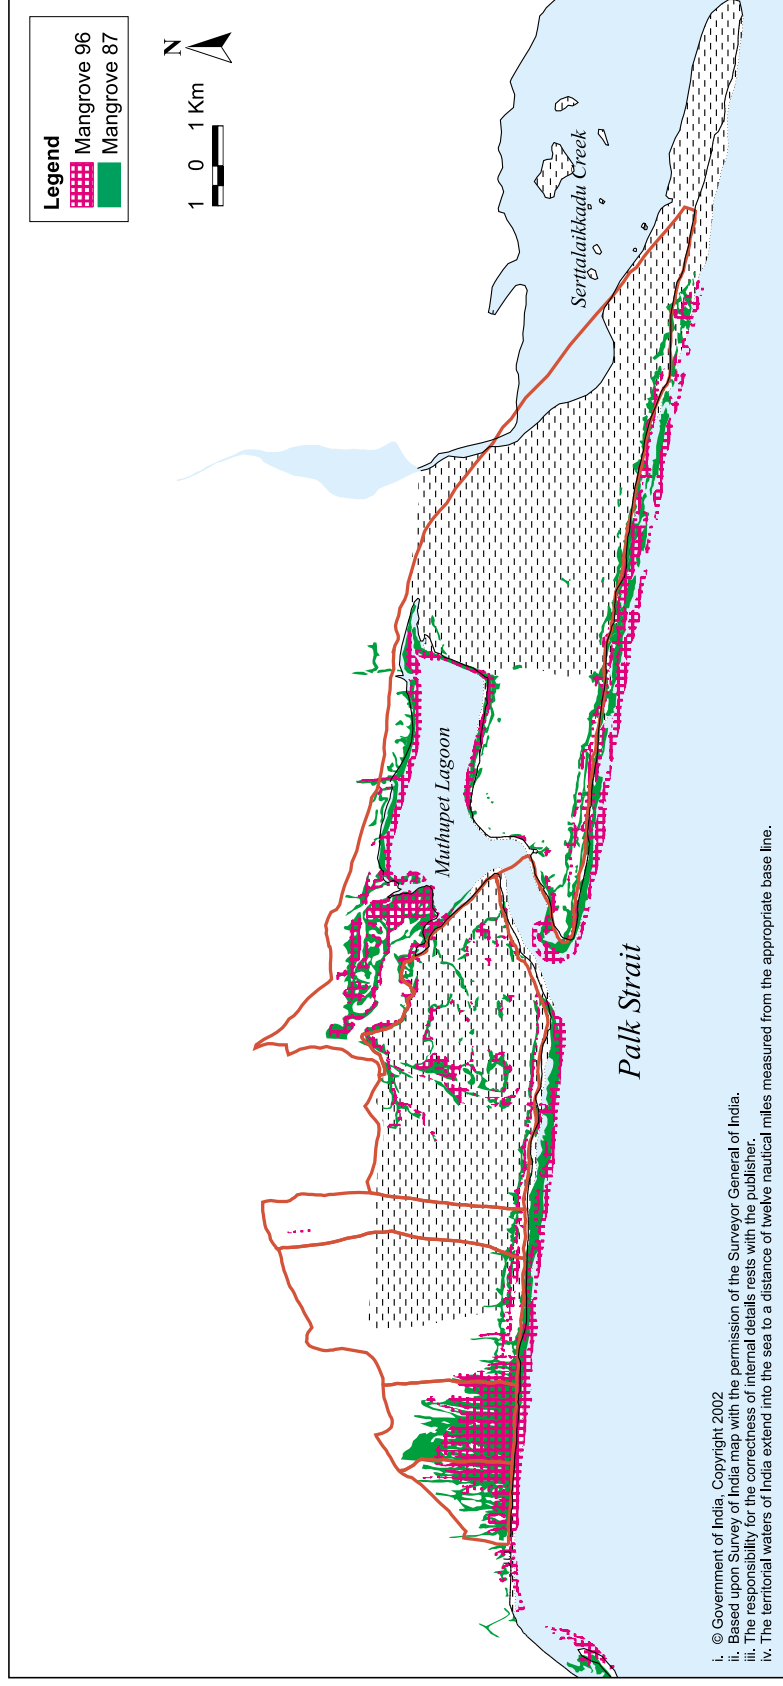 Legend
Mangrove 96
Mangrove 87
N
1 0 1 Km
Serttalaikkadu Creek
Muthupet Lagoon
Palk Strait
i. © Government of India, Copyright 2002
ii. Based upon Survey of India map with the permission of the Surveyor General of India.
iii. The responsibility for the correctness of internal details rests with the publisher.
iv. The territorial waters of India extend into the sea to a distance of twelve nautical miles measured from the appropriate base line.